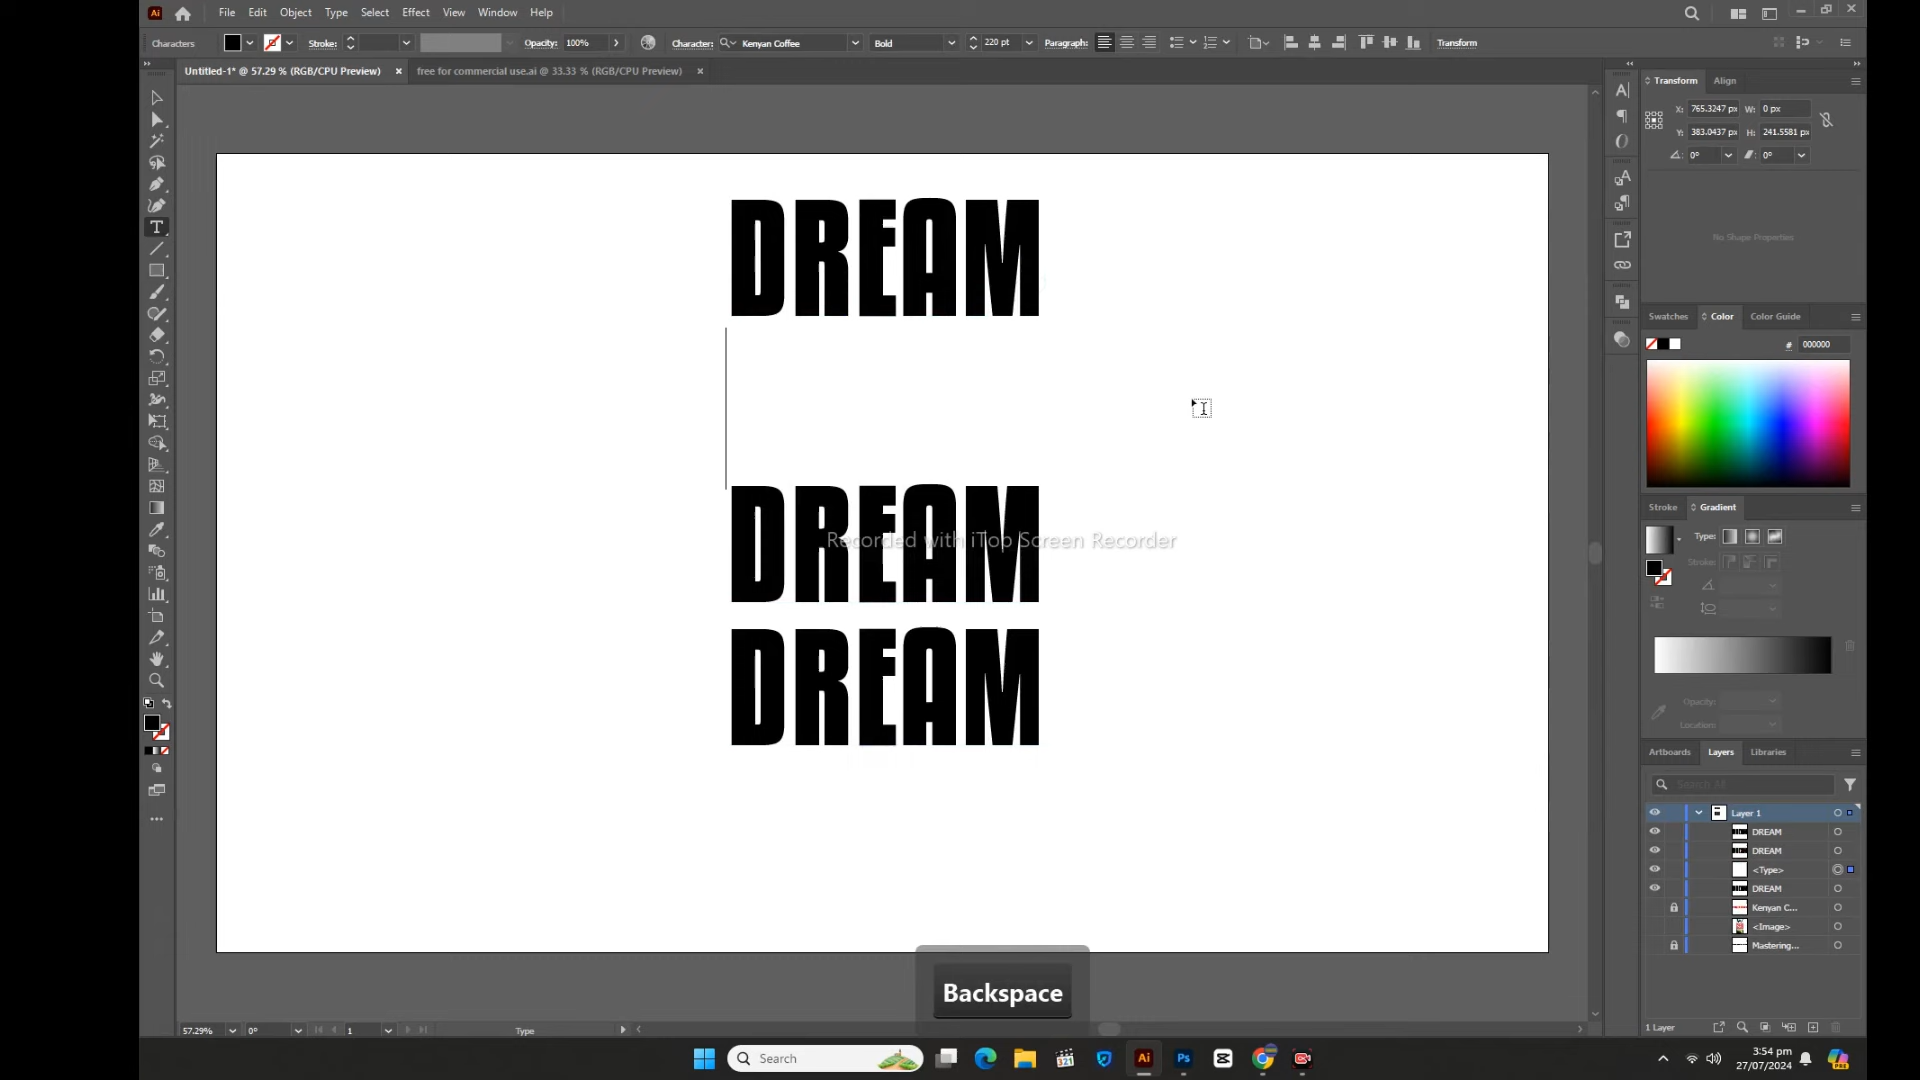 File Edit Object Type Select Effect View Window Help
Characters Stroke: Opacity: 100% Character: Kenyan Coffee Bold 220 pt Paragraph: Transform
Untitled-1* @ 57.29 % (RGB/CPU Preview) × free for commercial use.ai @ 33.33 % (RGB/CPU Preview) ×
Transform Align
X: 765.3247 px W: 0 px
Y: 383.0437 px H: 241.5581 px
0° 0°
No Shape Properties
Swatches Color Color Guide
# 000000
Stroke Gradient
Type:
Stroke:
Opacity:
Location:
Artboards Layers Libraries
Search All
Layer 1
DREAM
DREAM
<Type>
DREAM
Kenyan C...
<Image>
Mastering...
1 Layer
DREAM
DREAM
Recorded with iTop Screen Recorder
DREAM
Backspace
57.29% 0° 1 Type
Search
3:54 pm
27/07/2024